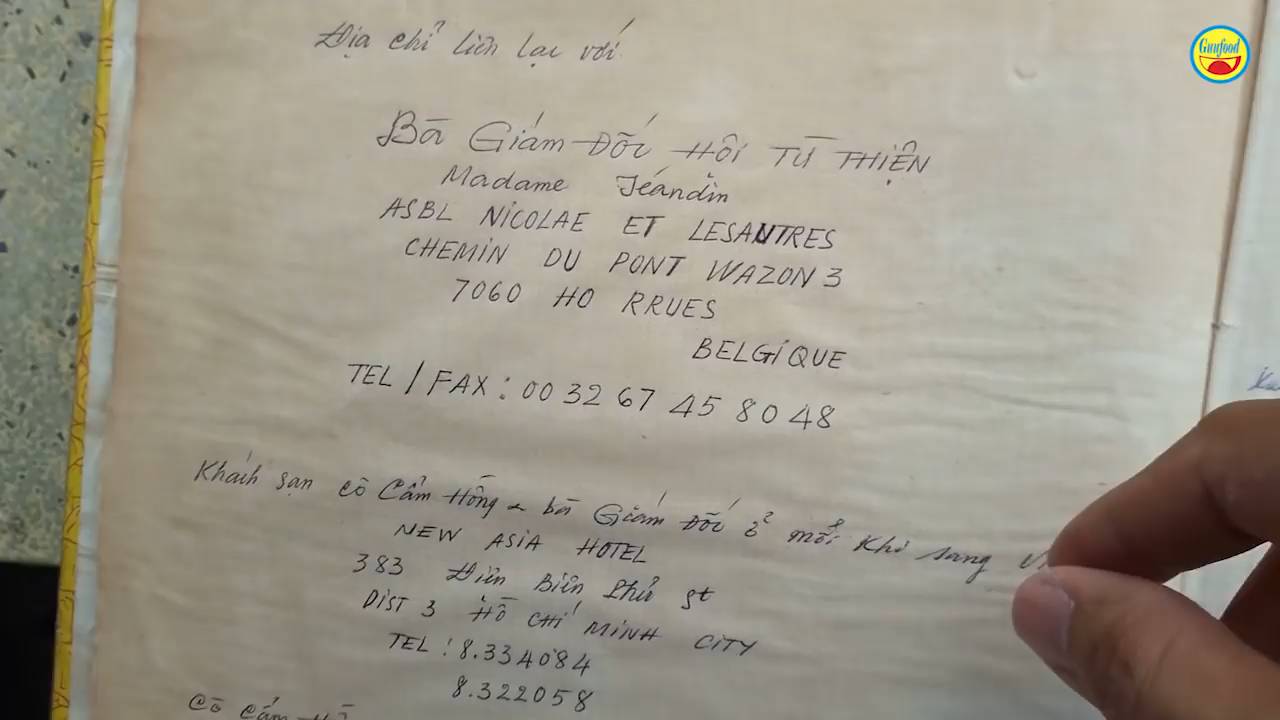 Gunfood
Địa chỉ liên lạc với
Bà Giám Đốc Hội TỪ THIỆN
Madame Jéandin
ASBL NICOLAE ET LESAUTRES
CHEMIN DU PONT WAZON 3
7060 HO RRUES
BELGIQUE
TEL / FAX : 00 32 67 45 80 48
Khách sạn cô Cẩm Hồng & bà Giám Đốc ở mỗi khi sang
NEW ASIA HOTEL
383 Điện Biên Phủ st
DIST 3 Hồ CHÍ MINH CITY
TEL : 8.334084
8.322058
Cô Cẩm